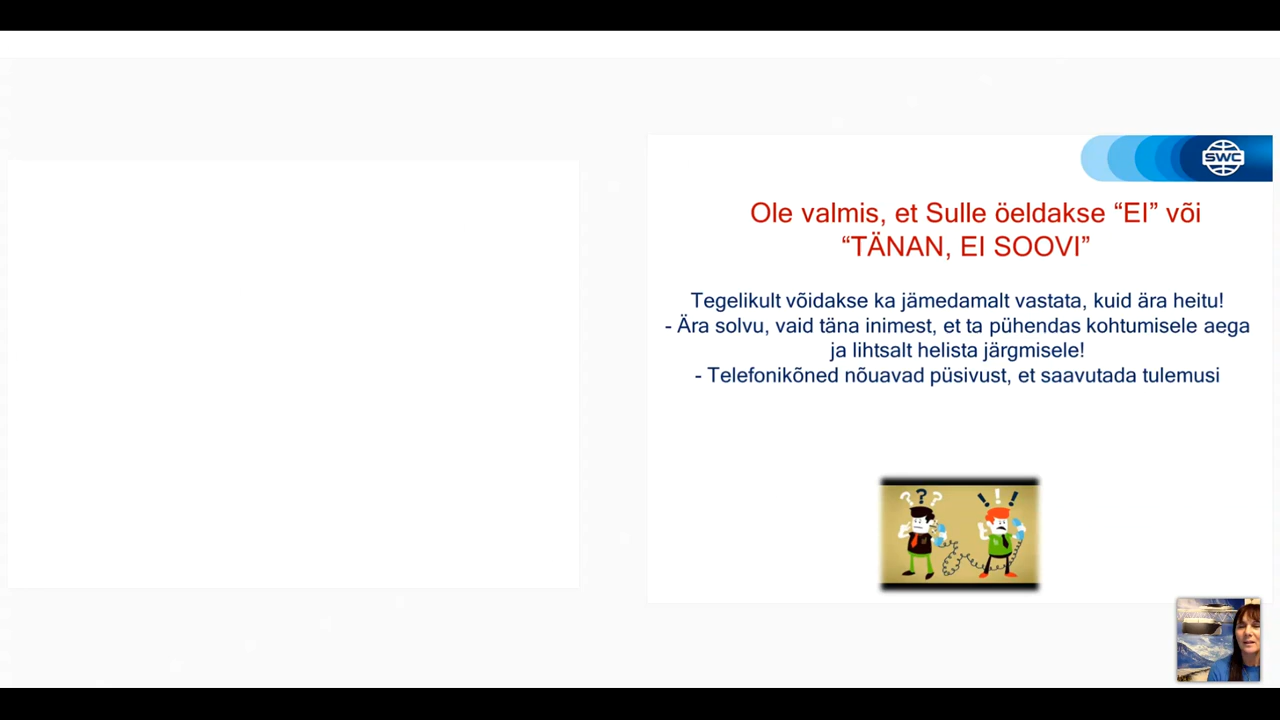 SWC
Ole valmis, et Sulle öeldakse “EI” või
“TÄNAN, EI SOOVI”
Tegelikult võidakse ka jämedamalt vastata, kuid ära heitu!
- Ära solvu, vaid täna inimest, et ta pühendas kohtumisele aega
ja lihtsalt helista järgmisele!
- Telefonikõned nõuavad püsivust, et saavutada tulemusi
???
!!!